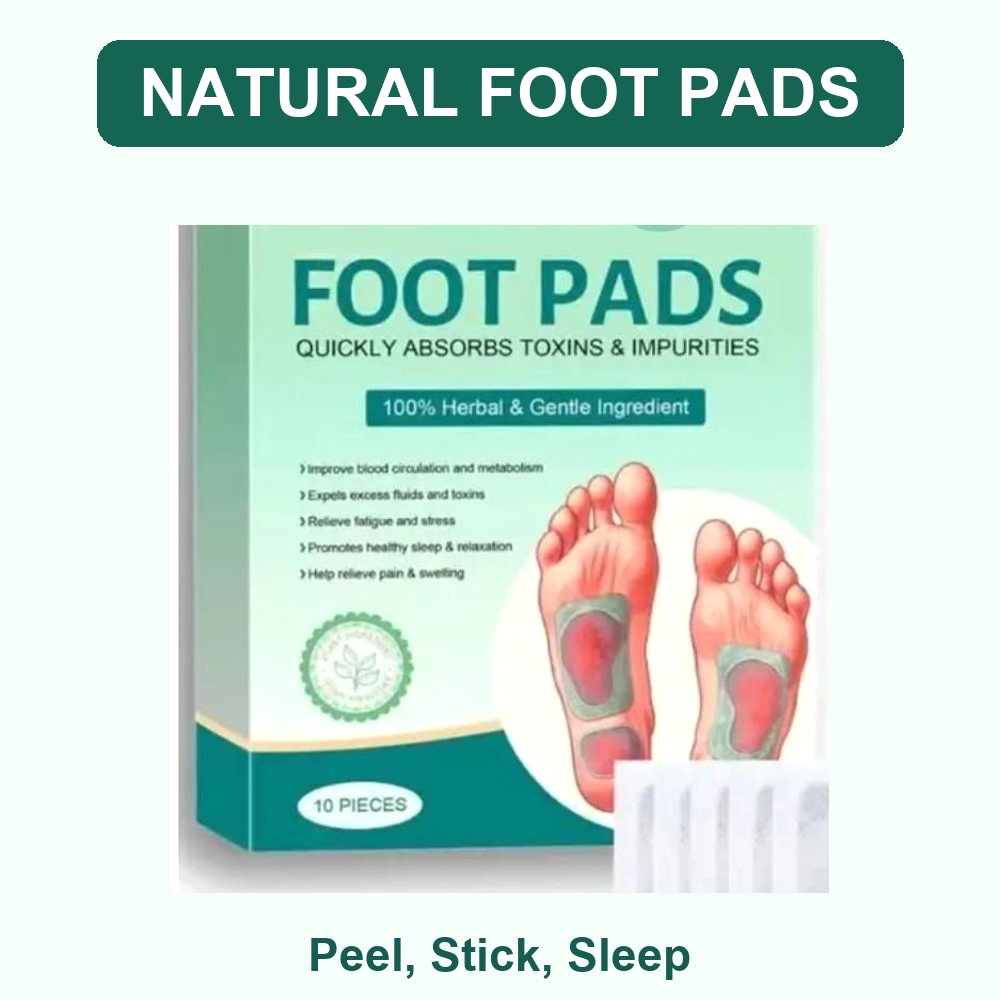 NATURAL FOOT PADS
FOOT PADS
QUICKLY ABSORBS TOXINS & IMPURITIES
100% Herbal & Gentle Ingredient
Improve blood circulation and metabolism
Expels excess fluids and toxins
Relieve fatigue and stress
Promotes healthy sleep & relaxation
Help relieve pain & swelling
10 PIECES
Peel, Stick, Sleep